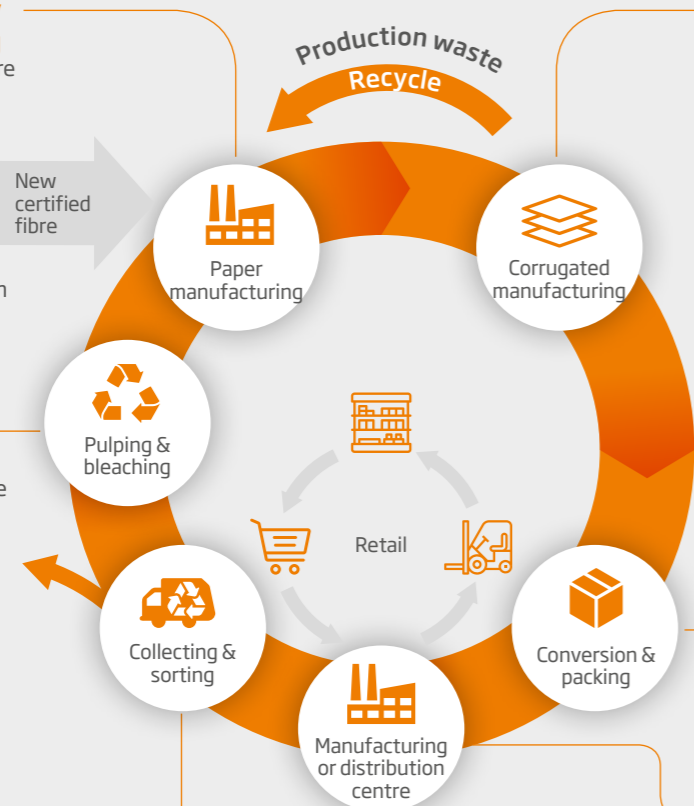 Production waste
Recycle
New
certified
fibre
Paper
manufacturing
Corrugated
manufacturing
Pulping &
bleaching
Retail
Collecting &
sorting
Conversion &
packing
Manufacturing
or distribution
centre